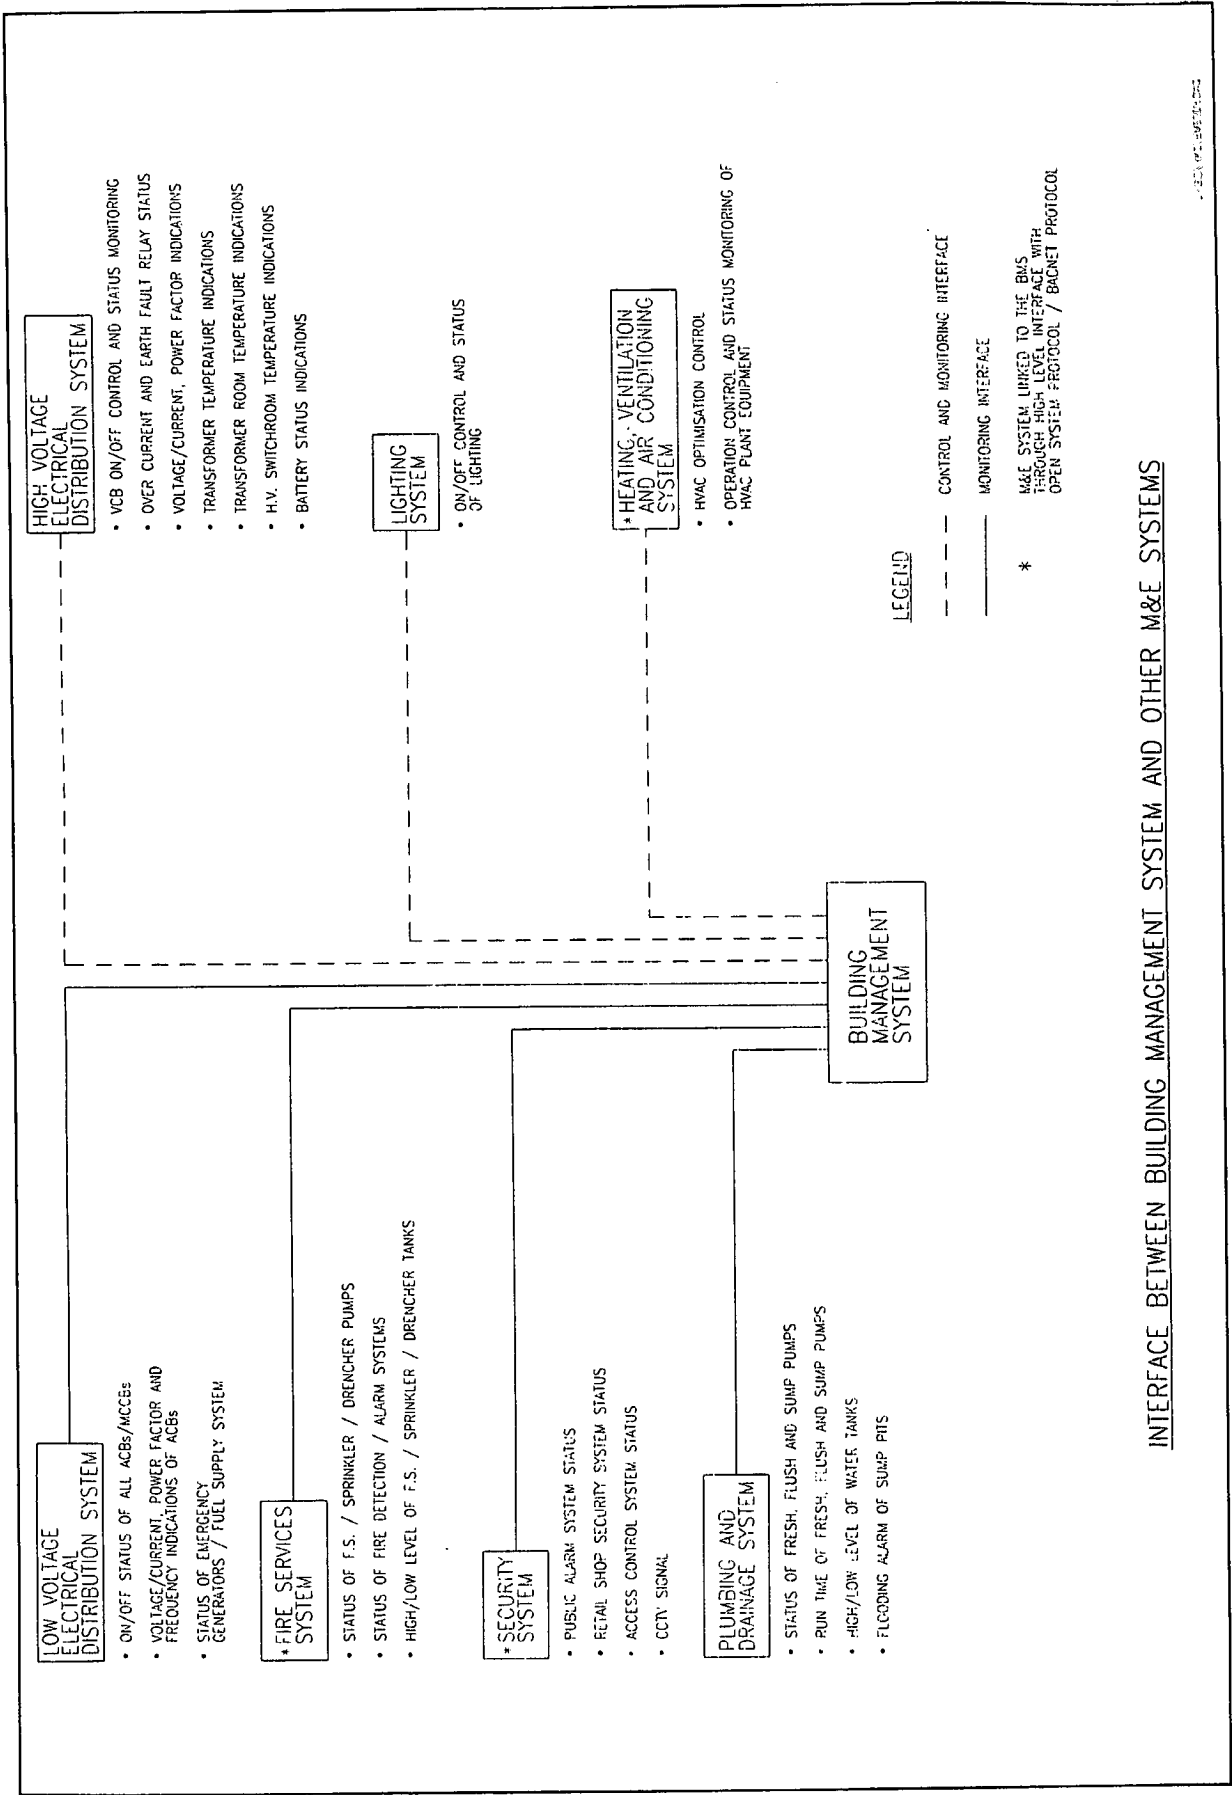 LOW VOLTAGE
ELECTRICAL
DISTRIBUTION SYSTEM
• ON/OFF STATUS OF ALL ACBs/MCCBs
• VOLTAGE/CURRENT, POWER FACTOR AND
FREQUENCY INDICATIONS OF ACBs
• STATUS OF EMERGENCY
GENERATORS / FUEL SUPPLY SYSTEM
* FIRE SERVICES
SYSTEM
• STATUS OF F.S. / SPRINKLER / DRENCHER PUMPS
• STATUS OF FIRE DETECTION / ALARM SYSTEMS
• HIGH/LOW LEVEL OF F.S. / SPRINKLER / DRENCHER TANKS
* SECURITY
SYSTEM
• PUBLIC ALARM SYSTEM STATUS
• RETAIL SHOP SECURITY SYSTEM STATUS
• ACCESS CONTROL SYSTEM STATUS
• CCTV SIGNAL
PLUMBING AND
DRAINAGE SYSTEM
• STATUS OF FRESH, FLUSH AND SUMP PUMPS
• RUN TIME OF FRESH, FLUSH AND SUMP PUMPS
• HIGH/LOW LEVEL OF WATER TANKS
• FLOODING ALARM OF SUMP PITS
BUILDING
MANAGEMENT
SYSTEM
HIGH VOLTAGE
ELECTRICAL
DISTRIBUTION SYSTEM
• VCB ON/OFF CONTROL AND STATUS MONITORING
• OVER CURRENT AND EARTH FAULT RELAY STATUS
• VOLTAGE/CURRENT, POWER FACTOR INDICATIONS
• TRANSFORMER TEMPERATURE INDICATIONS
• TRANSFORMER ROOM TEMPERATURE INDICATIONS
• H.V. SWITCHROOM TEMPERATURE INDICATIONS
• BATTERY STATUS INDICATIONS
LIGHTING
SYSTEM
• ON/OFF CONTROL AND STATUS
OF LIGHTING
* HEATING, VENTILATION
AND AIR CONDITIONING
SYSTEM
• HVAC OPTIMISATION CONTROL
• OPERATION CONTROL AND STATUS MONITORING OF
HVAC PLANT EQUIPMENT
LEGEND
CONTROL AND MONITORING INTERFACE
MONITORING INTERFACE
* M&E SYSTEM LINKED TO THE BMS
THROUGH HIGH LEVEL INTERFACE WITH
OPEN SYSTEM PROTOCOL / BACNET PROTOCOL
INTERFACE BETWEEN BUILDING MANAGEMENT SYSTEM AND OTHER M&E SYSTEMS